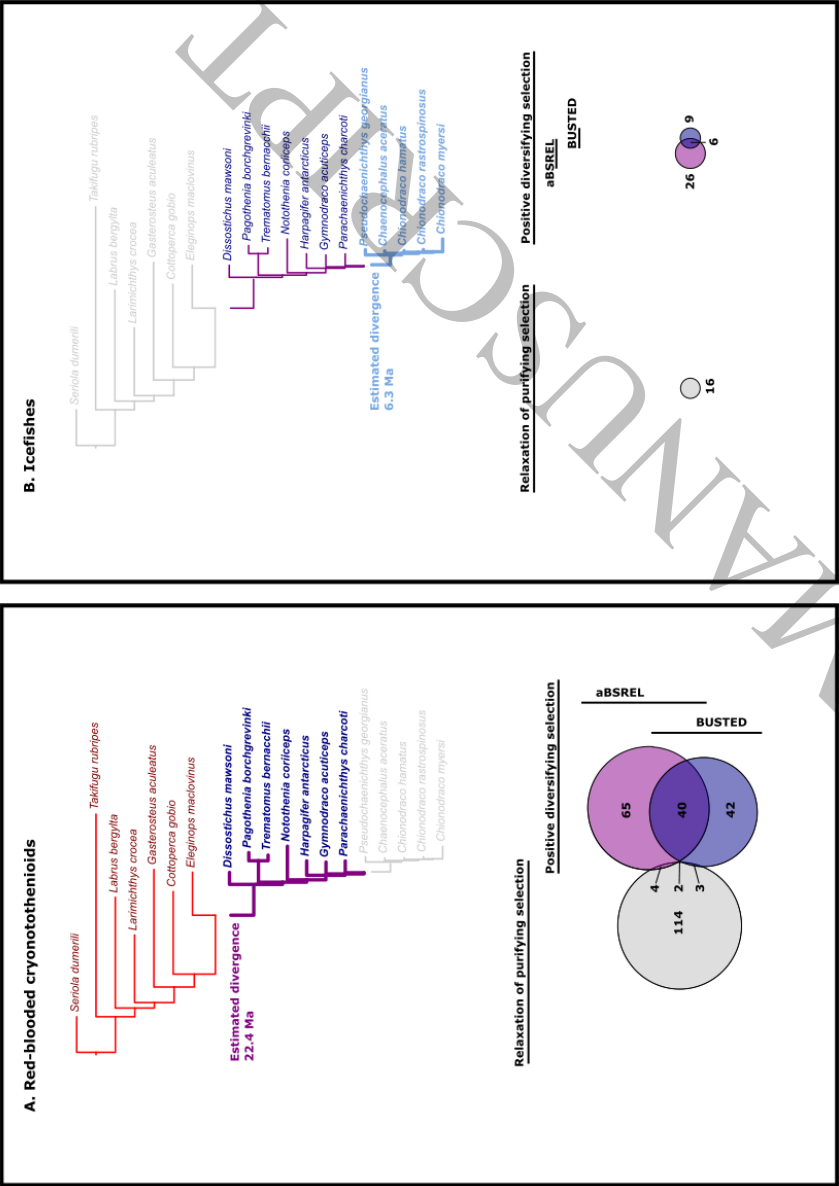 A. Red-blooded cryonotothenioids
Seriola dumerili
Takifugu rubripes
Labrus bergylta
Larimichthys crocea
Gasterosteus aculeatus
Cottoperca gobio
Eleginops maclovinus
Dissostichus mawsoni
Pagothenia borchgrevinki
Trematomus bernacchii
Notothenia coriiceps
Harpagifer antarcticus
Gymnodraco acuticeps
Parachaenichthys charcoti
Pseudochaenichthys georgianus
Chaenocephalus aceratus
Chionodraco hamatus
Chionodraco rastrospinosus
Chionodraco myersi
Estimated divergence
22.4 Ma
Relaxation of purifying selection
Positive diversifying selection
aBSREL
BUSTED
65
4
40
2
114
3
42
B. Icefishes
Seriola dumerili
Takifugu rubripes
Labrus bergylta
Larimichthys crocea
Gasterosteus aculeatus
Cottoperca gobio
Eleginops maclovinus
Dissostichus mawsoni
Pagothenia borchgrevinki
Trematomus bernacchii
Notothenia coriiceps
Harpagifer antarcticus
Gymnodraco acuticeps
Parachaenichthys charcoti
Pseudochaenichthys georgianus
Chaenocephalus aceratus
Chionodraco hamatus
Chionodraco rastrospinosus
Chionodraco myersi
Estimated divergence
6.3 Ma
Relaxation of purifying selection
Positive diversifying selection
aBSREL
BUSTED
16
26
9
6
MANUSCRIPT